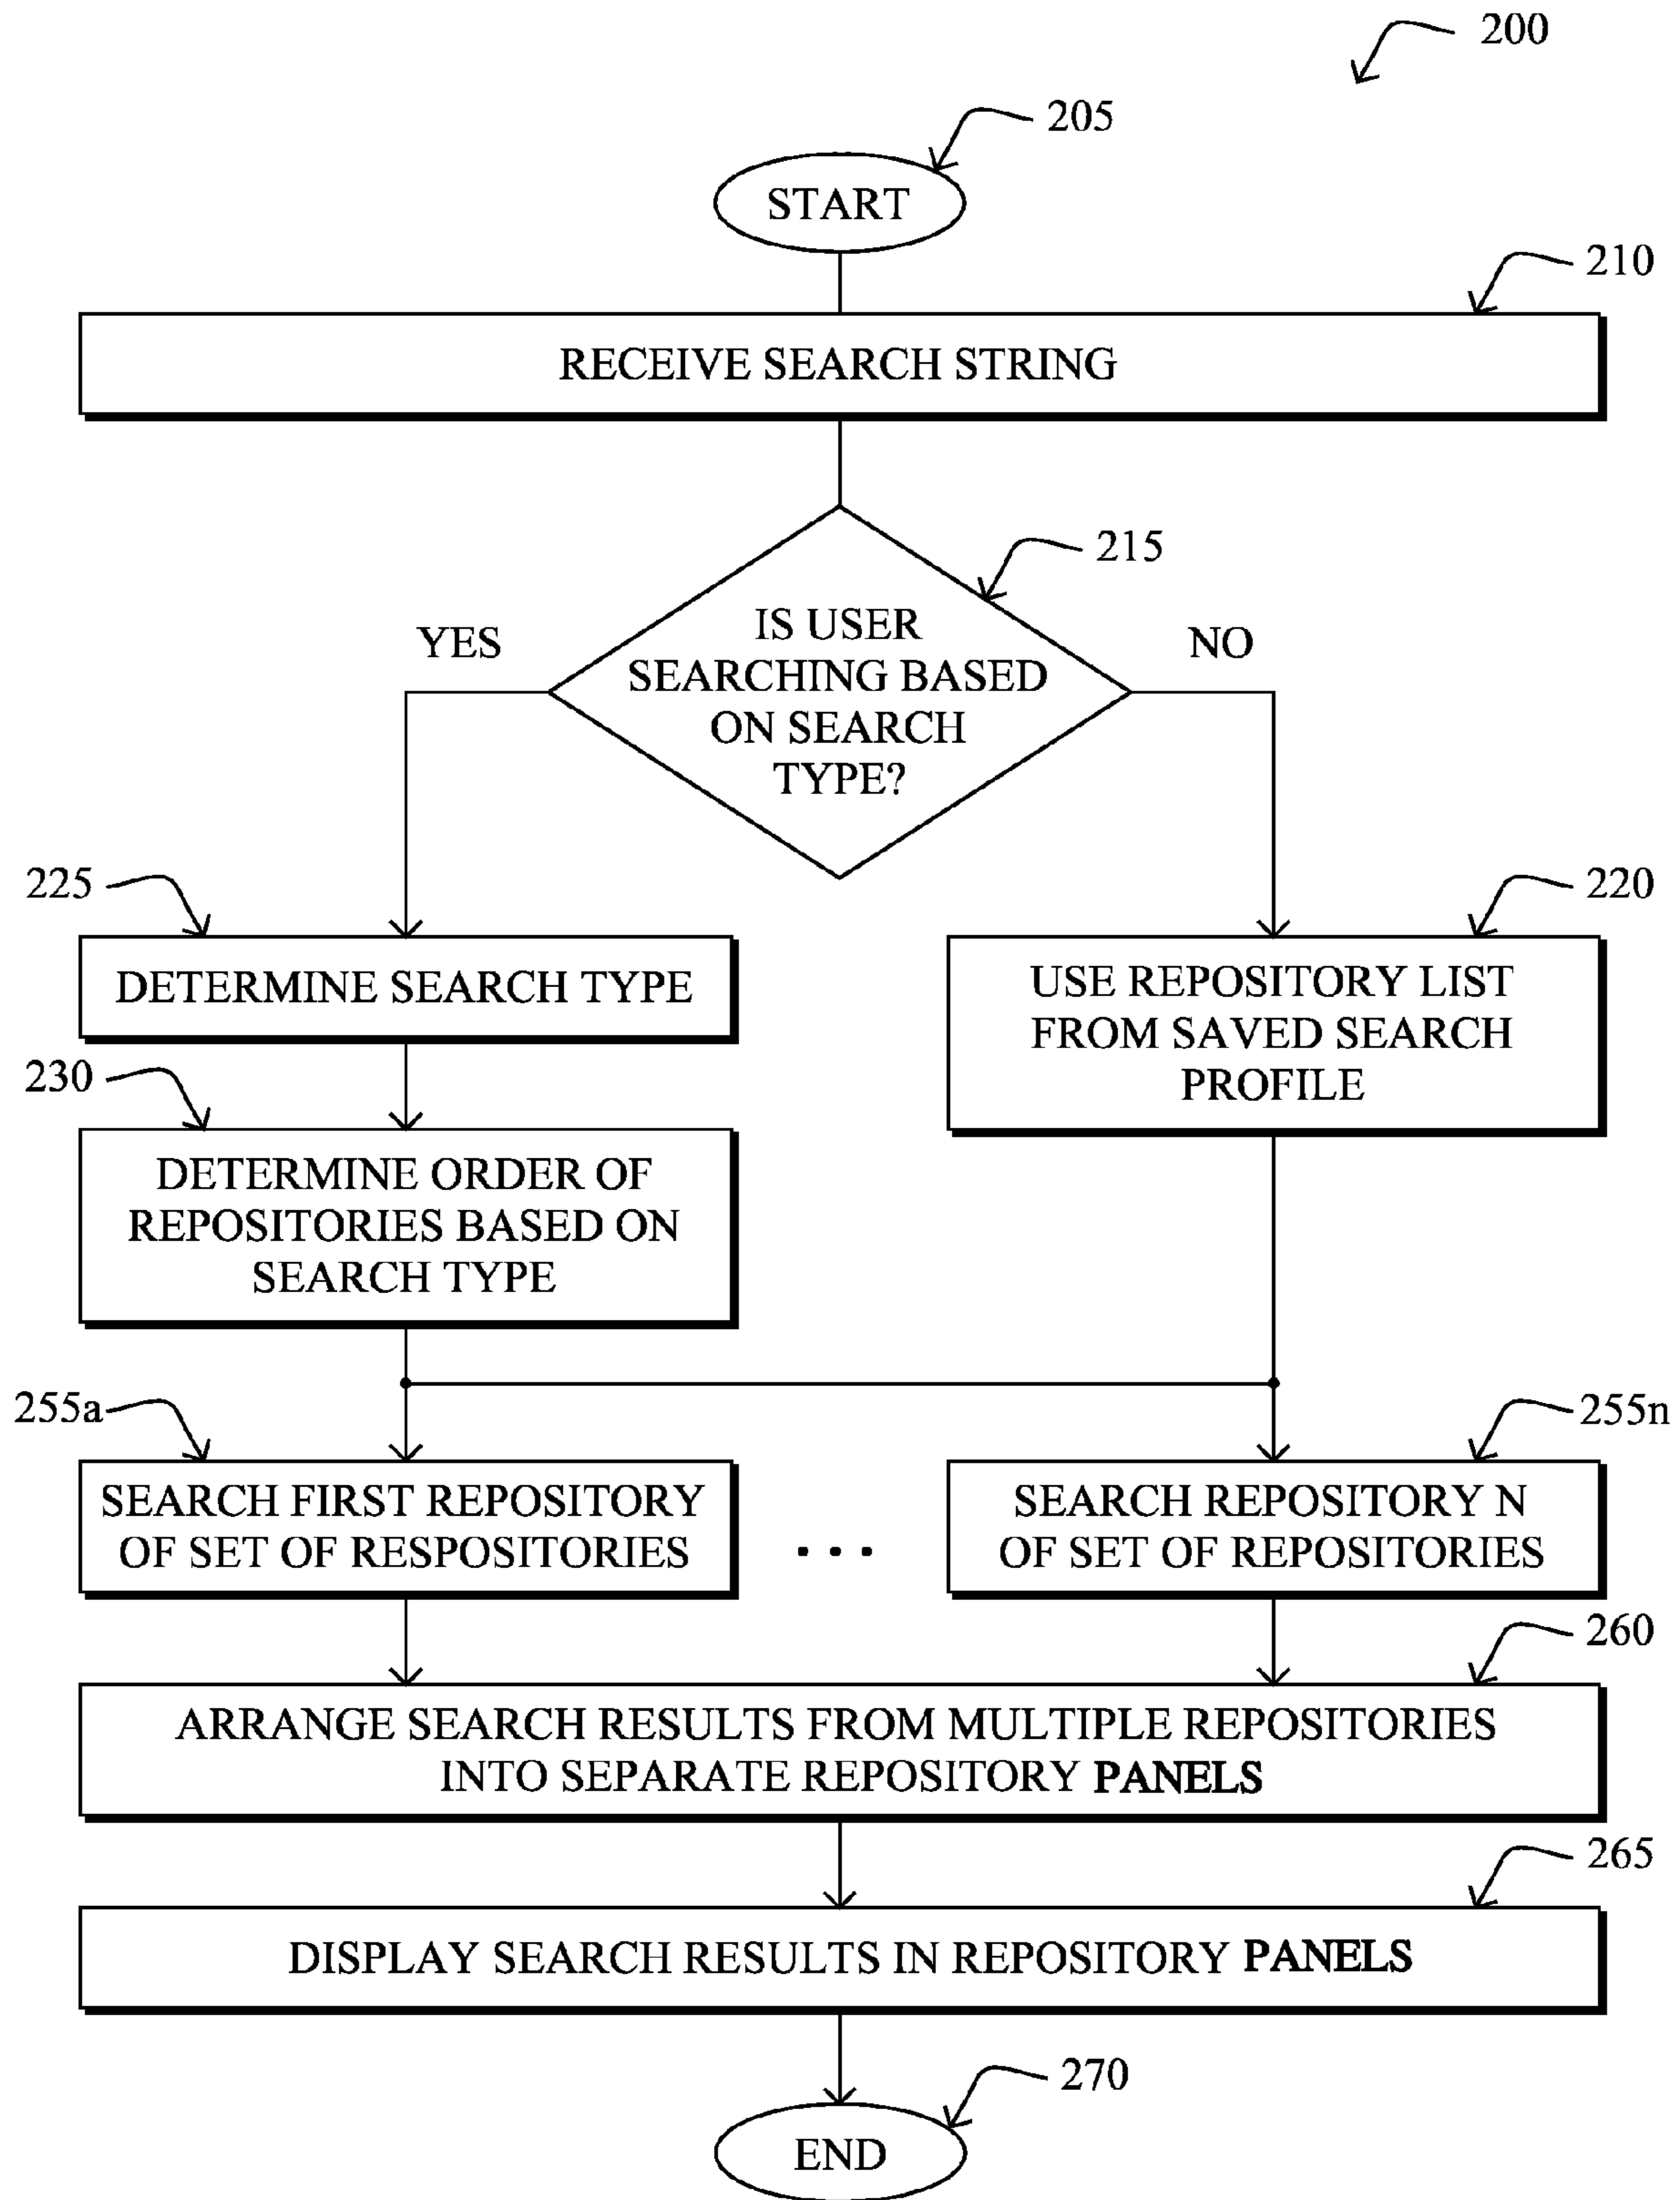 200
205
START
210
RECEIVE SEARCH STRING
215
IS USER
SEARCHING BASED
ON SEARCH
TYPE?
YES
NO
225
DETERMINE SEARCH TYPE
220
USE REPOSITORY LIST
FROM SAVED SEARCH
PROFILE
230
DETERMINE ORDER OF
REPOSITORIES BASED ON
SEARCH TYPE
255a
SEARCH FIRST REPOSITORY
OF SET OF RESPOSITORIES
. . .
255n
SEARCH REPOSITORY N
OF SET OF REPOSITORIES
260
ARRANGE SEARCH RESULTS FROM MULTIPLE REPOSITORIES
INTO SEPARATE REPOSITORY PANELS
265
DISPLAY SEARCH RESULTS IN REPOSITORY PANELS
270
END